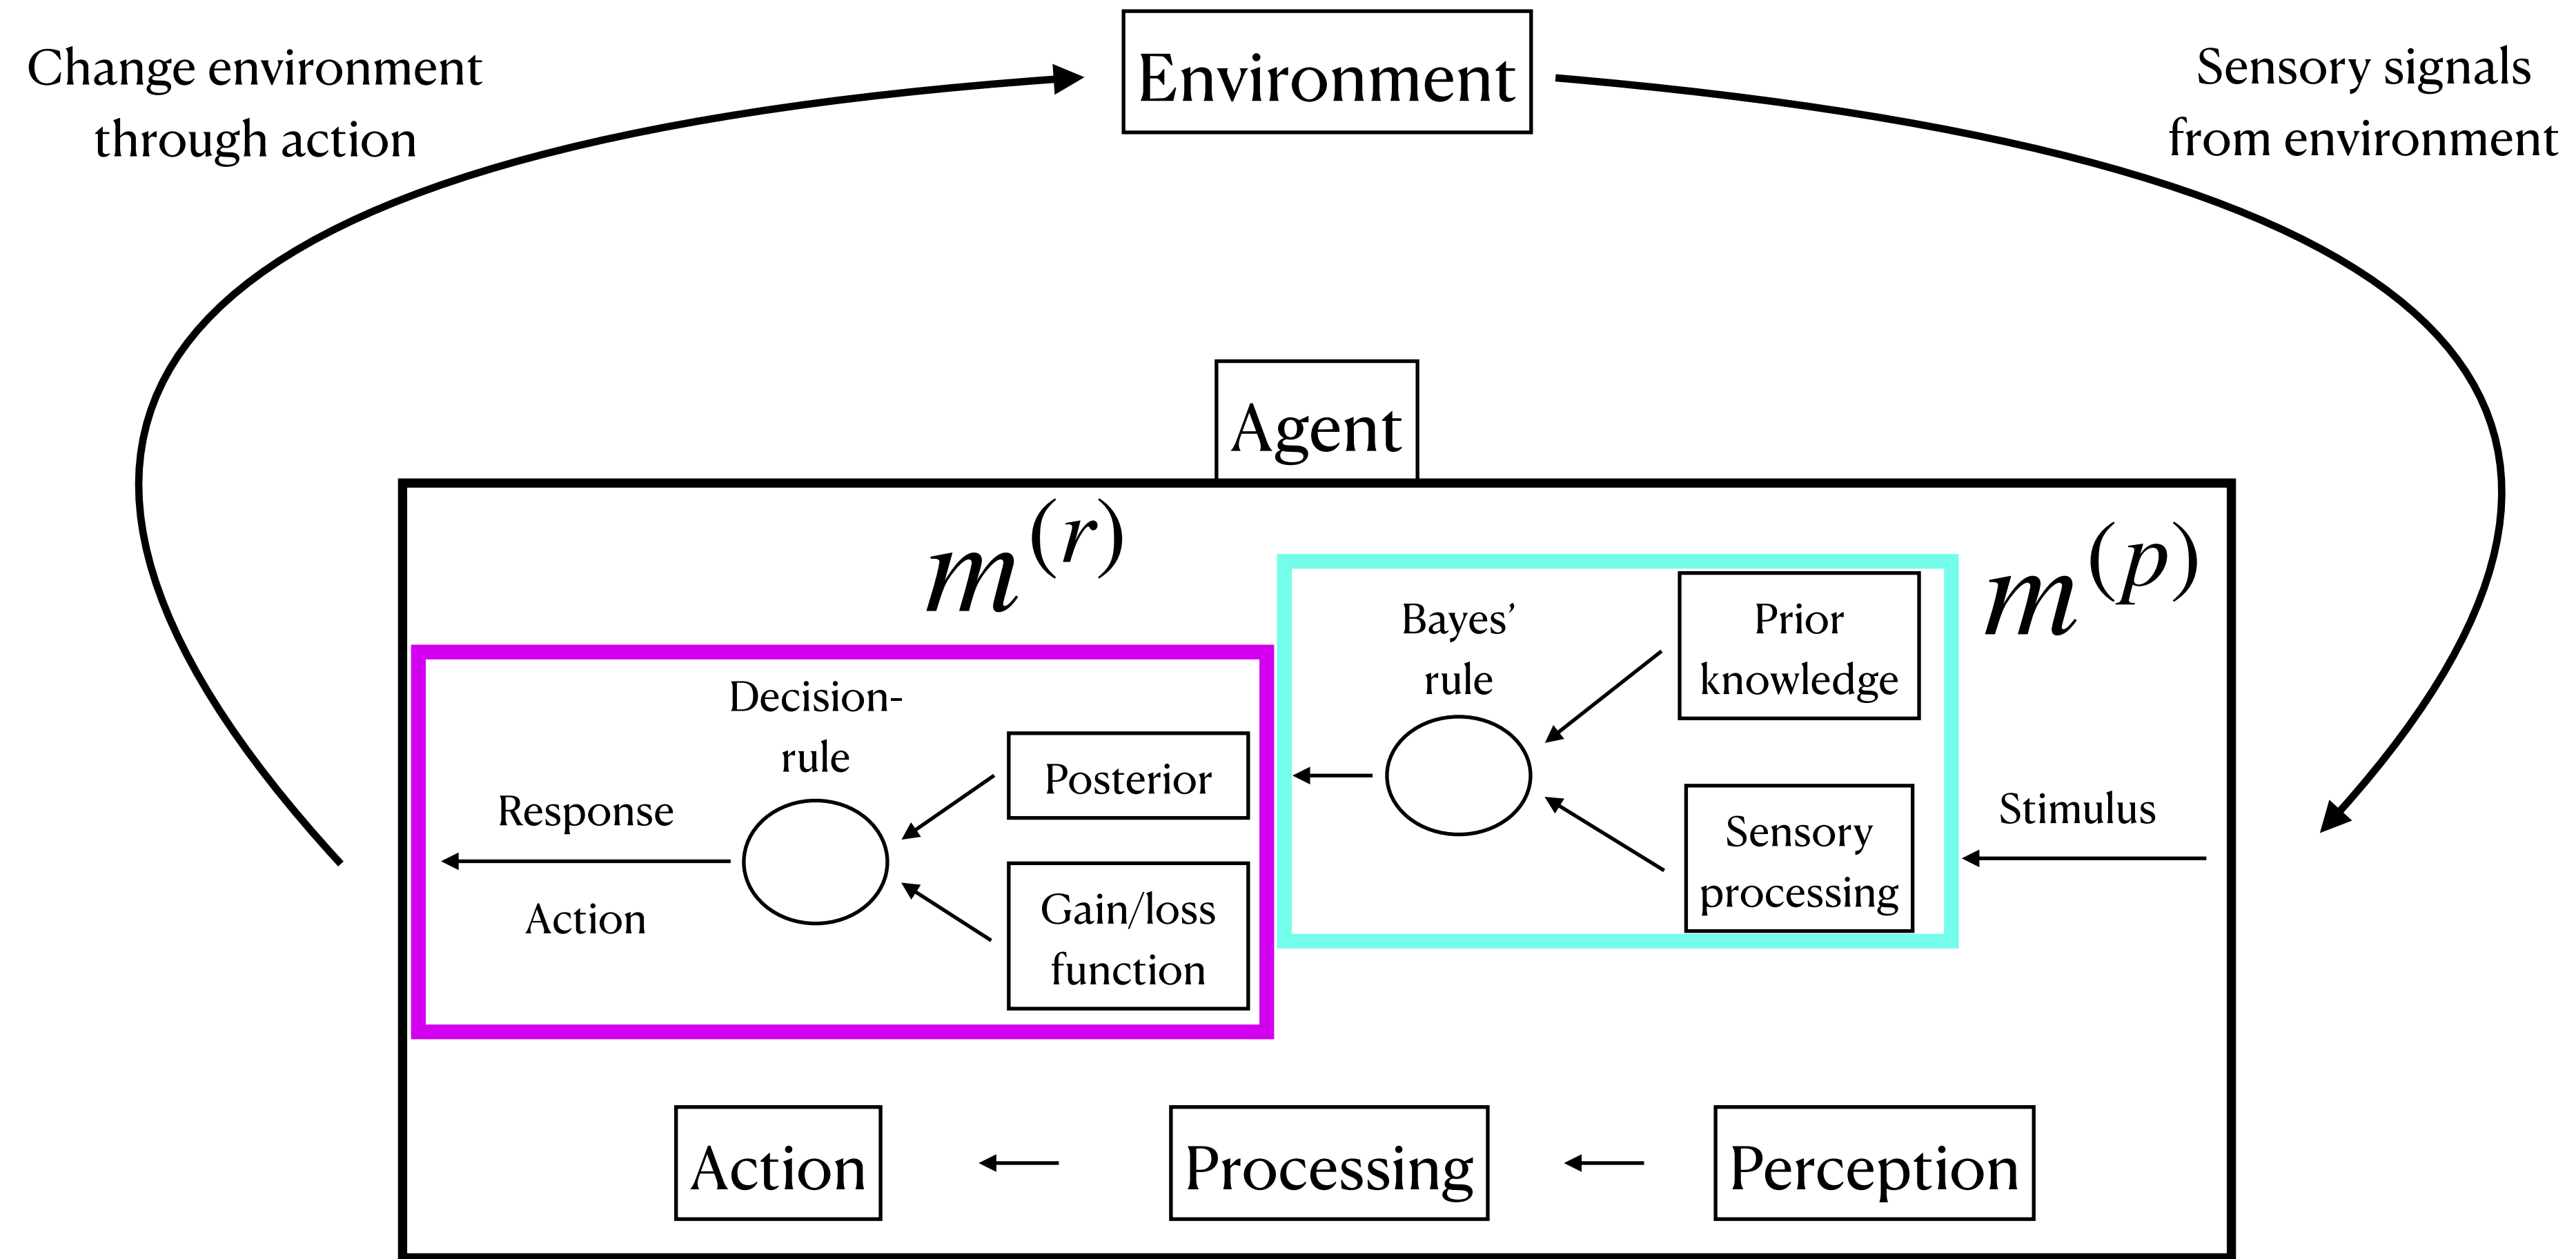 Change environment
through action
Environment
Sensory signals
from environment
Agent
m^(r)
m^(p)
Decision-
rule
Response
Action
Posterior
Gain/loss
function
Bayes’
rule
Prior
knowledge
Sensory
processing
Stimulus
Action
Processing
Perception